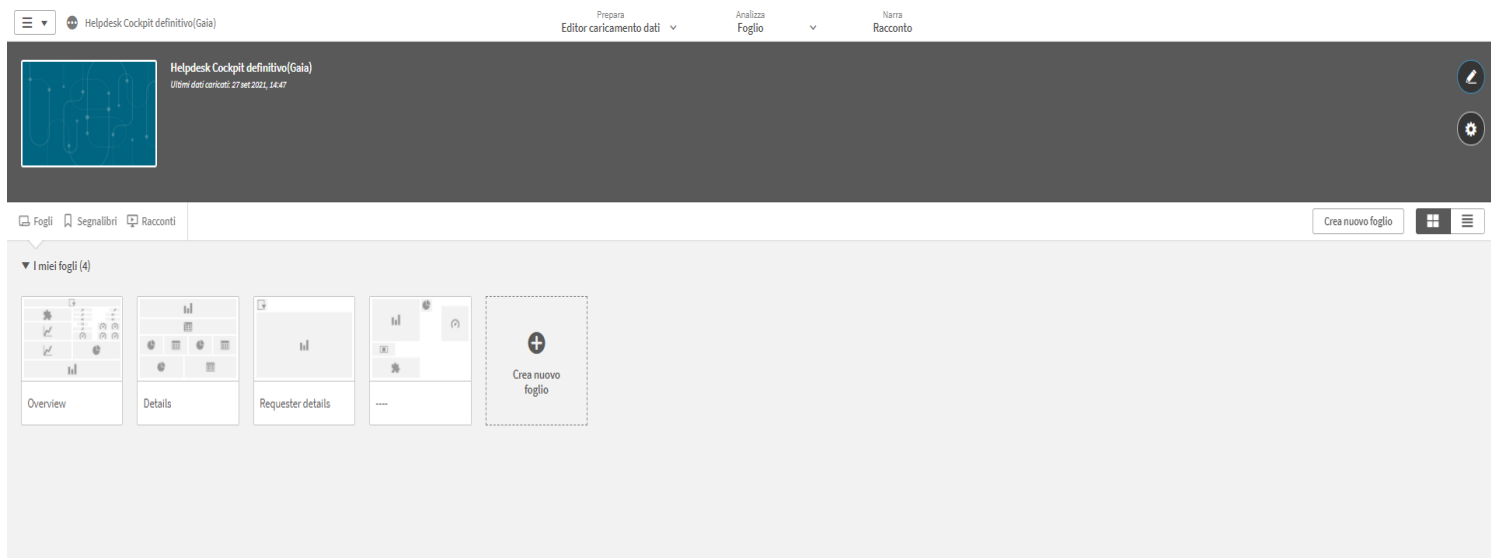 Helpdesk Cockpit definitivo(Gaia)
Prepara
Editor caricamento dati
Analizza
Foglio
Narra
Racconto
Helpdesk Cockpit definitivo(Gaia)
Ultimi dati caricati: 27 set 2021, 14:47
Fogli
Segnalibri
Racconti
Crea nuovo foglio
I miei fogli (4)
Overview
Details
Requester details
----
Crea nuovo
foglio